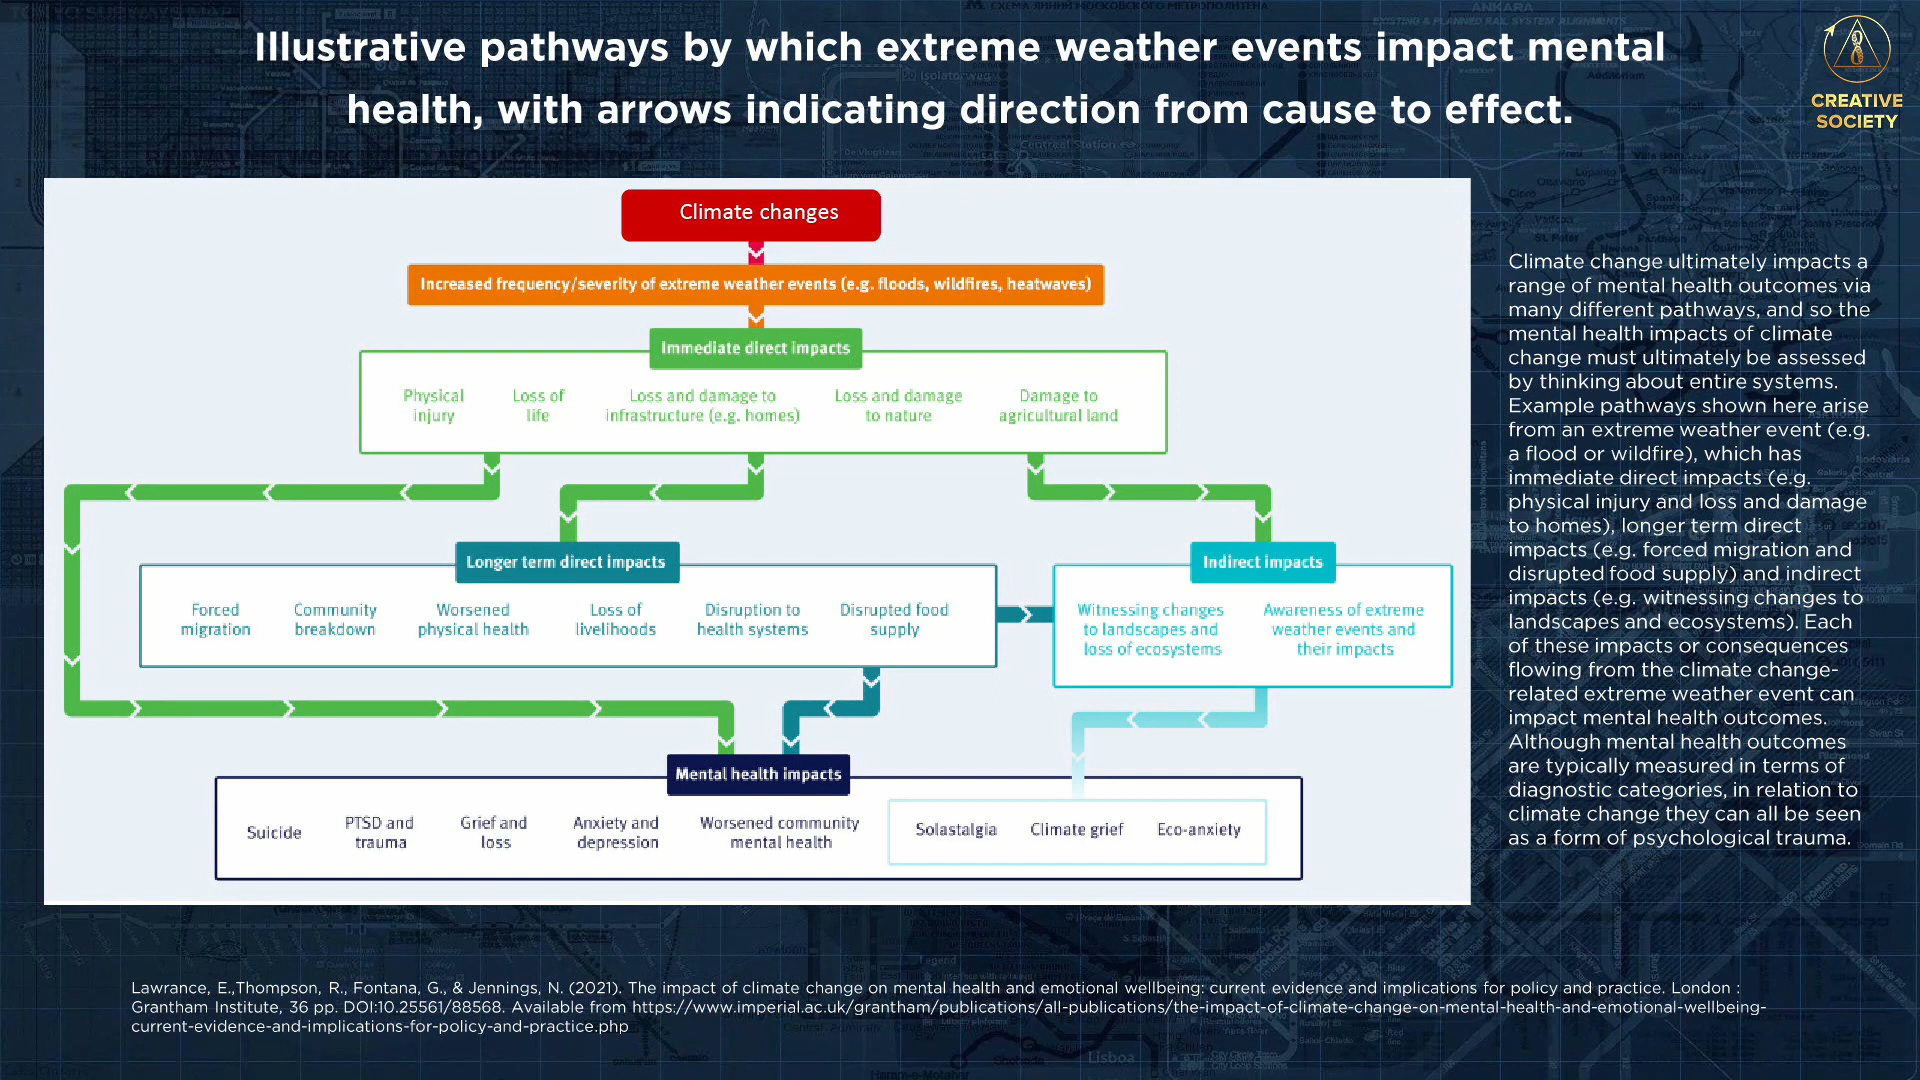 Illustrative pathways by which extreme weather events impact mental
health, with arrows indicating direction from cause to effect.
CREATIVE
SOCIETY
Climate changes
Increased frequency/severity of extreme weather events (e.g. floods, wildfires, heatwaves)
Immediate direct impacts
Physical
injury
Loss of
life
Loss and damage to
infrastructure (e.g. homes)
Loss and damage
to nature
Damage to
agricultural land
Longer term direct impacts
Forced
migration
Community
breakdown
Worsened
physical health
Loss of
livelihoods
Disruption to
health systems
Disrupted food
supply
Indirect impacts
Witnessing changes
to landscapes and
loss of ecosystems
Awareness of extreme
weather events and
their impacts
Mental health impacts
Suicide
PTSD and
trauma
Grief and
loss
Anxiety and
depression
Worsened community
mental health
Solastalgia
Climate grief
Eco-anxiety
Climate change ultimately impacts a
range of mental health outcomes via
many different pathways, and so the
mental health impacts of climate
change must ultimately be assessed
by thinking about entire systems.
Example pathways shown here arise
from an extreme weather event (e.g.
a flood or wildfire), which has
immediate direct impacts (e.g.
physical injury and loss and damage
to homes), longer term direct
impacts (e.g. forced migration and
disrupted food supply) and indirect
impacts (e.g. witnessing changes to
landscapes and ecosystems). Each
of these impacts or consequences
flowing from the climate change-
related extreme weather event can
impact mental health outcomes.
Although mental health outcomes
are typically measured in terms of
diagnostic categories, in relation to
climate change they can all be seen
as a form of psychological trauma.
Lawrance, E.,Thompson, R., Fontana, G., & Jennings, N. (2021). The impact of climate change on mental health and emotional wellbeing: current evidence and implications for policy and practice. London :
Grantham Institute, 36 pp. DOI:10.25561/88568. Available from https://www.imperial.ac.uk/grantham/publications/all-publications/the-impact-of-climate-change-on-mental-health-and-emotional-wellbeing-
current-evidence-and-implications-for-policy-and-practice.php
Lisboa